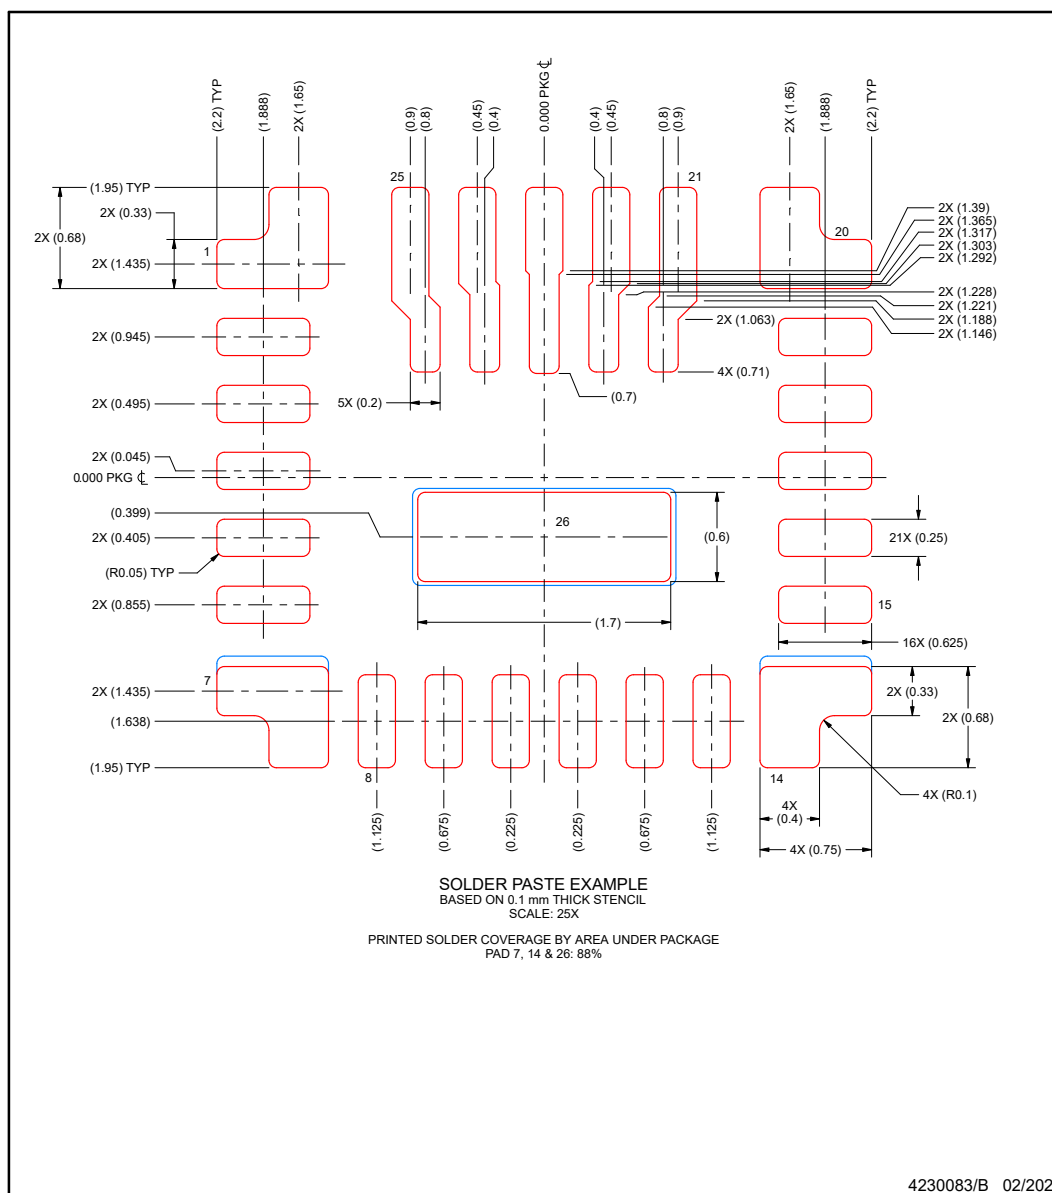 (2.2) TYP
(1.888)
2X (1.65)
(0.9)
(0.8)
(0.45)
(0.4)
0.000 PKG ℄
(0.4)
(0.45)
(0.8)
(0.9)
2X (1.65)
(1.888)
(2.2) TYP
25
21
(1.95) TYP
2X (0.33)
2X (0.68)
1
20
2X (1.435)
2X (1.39)
2X (1.365)
2X (1.317)
2X (1.303)
2X (1.292)
2X (1.228)
2X (1.221)
2X (1.188)
2X (1.146)
2X (1.063)
2X (0.945)
4X (0.71)
(0.7)
5X (0.2)
2X (0.495)
2X (0.045)
0.000 PKG ℄
(0.399)
26
(0.6)
2X (0.405)
21X (0.25)
(R0.05) TYP
2X (0.855)
15
(1.7)
16X (0.625)
7
2X (1.435)
2X (0.33)
2X (0.68)
(1.638)
(1.95) TYP
8
14
4X (R0.1)
4X
(0.4)
4X (0.75)
(1.125)
(0.675)
(0.225)
(0.225)
(0.675)
(1.125)
SOLDER PASTE EXAMPLE
BASED ON 0.1 mm THICK STENCIL
SCALE: 25X
PRINTED SOLDER COVERAGE BY AREA UNDER PACKAGE
PAD 7, 14 & 26: 88%
4230083/B 02/202